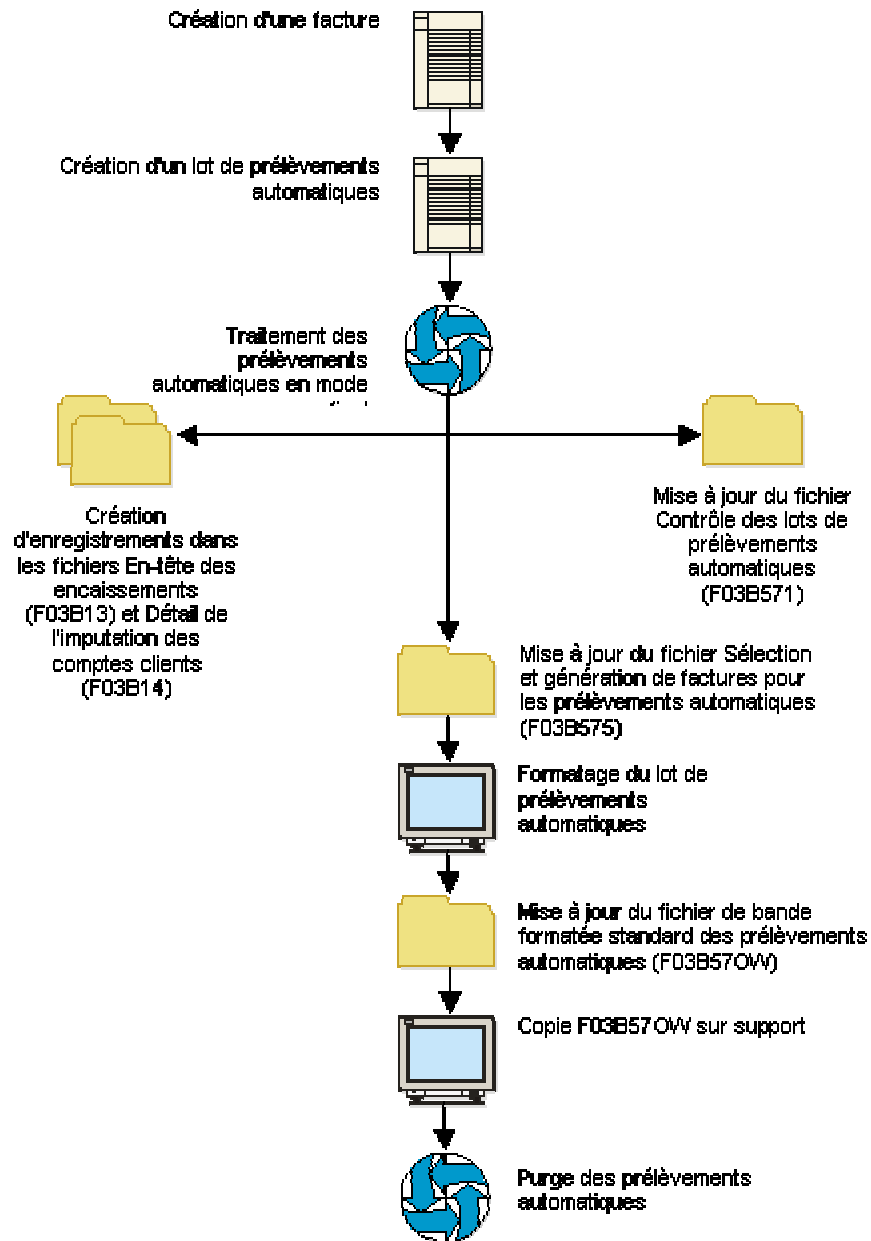 Création d'une facture
Création d'un lot de prélèvements
automatiques
Traitement des
prélèvements
automatiques en mode
Création
d'enregistrements dans
les fichiers En-tête des
encaissements
(F03B13) et Détail de
l'imputation des
comptes clients
(F03B14)
Mise à jour du fichier
Contrôle des lots de
prélèvements
automatiques
(F03B571)
Mise à jour du fichier Sélection
et génération de factures pour
les prélèvements automatiques
(F03B575)
Formatage du lot de
prélèvements
automatiques
Mise à jour du fichier de bande
formatée standard des prélèvements
automatiques (F03B57OW)
Copie F03B57OW sur support
Purge des prélèvements
automatiques